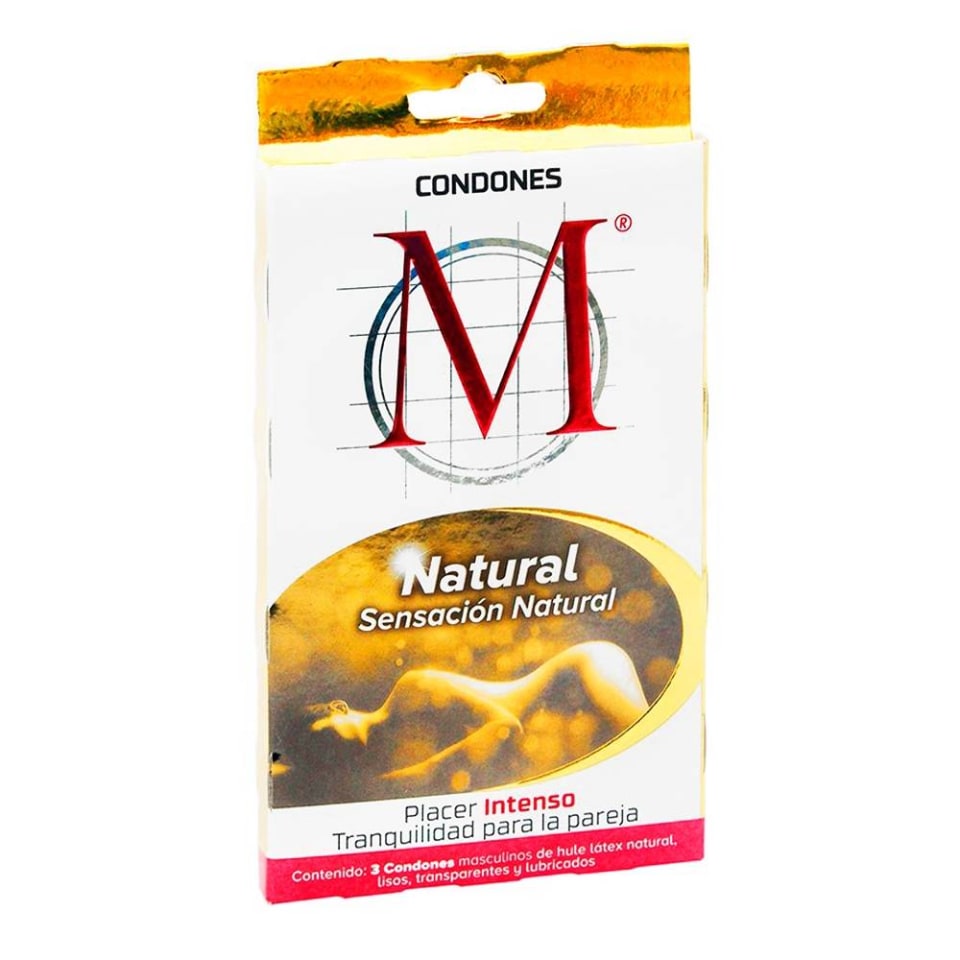 CONDONES
M®
Natural
Sensación Natural
Placer Intenso
Tranquilidad para la pareja
Contenido: 3 Condones masculinos de hule látex natural,
lisos, transparentes y lubricados